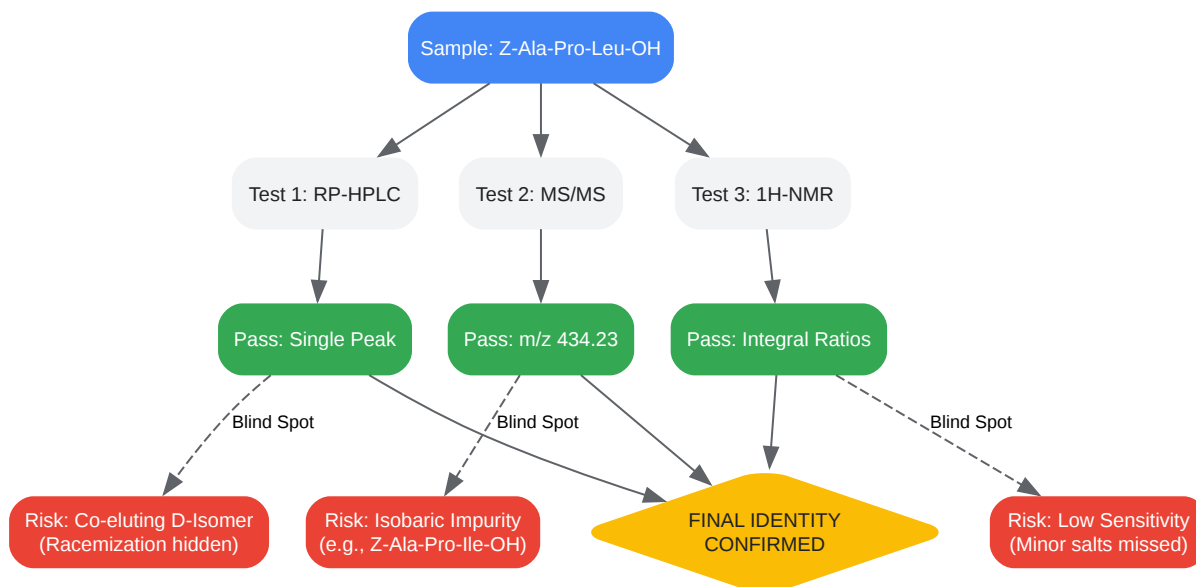 Sample: Z-Ala-Pro-Leu-OH
Test 1: RP-HPLC
Test 2: MS/MS
Test 3: 1H-NMR
Pass: Single Peak
Pass: m/z 434.23
Pass: Integral Ratios
Blind Spot
Blind Spot
Blind Spot
Risk: Co-eluting D-Isomer
(Racemization hidden)
Risk: Isobaric Impurity
(e.g., Z-Ala-Pro-Ile-OH)
FINAL IDENTITY
CONFIRMED
Risk: Low Sensitivity
(Minor salts missed)